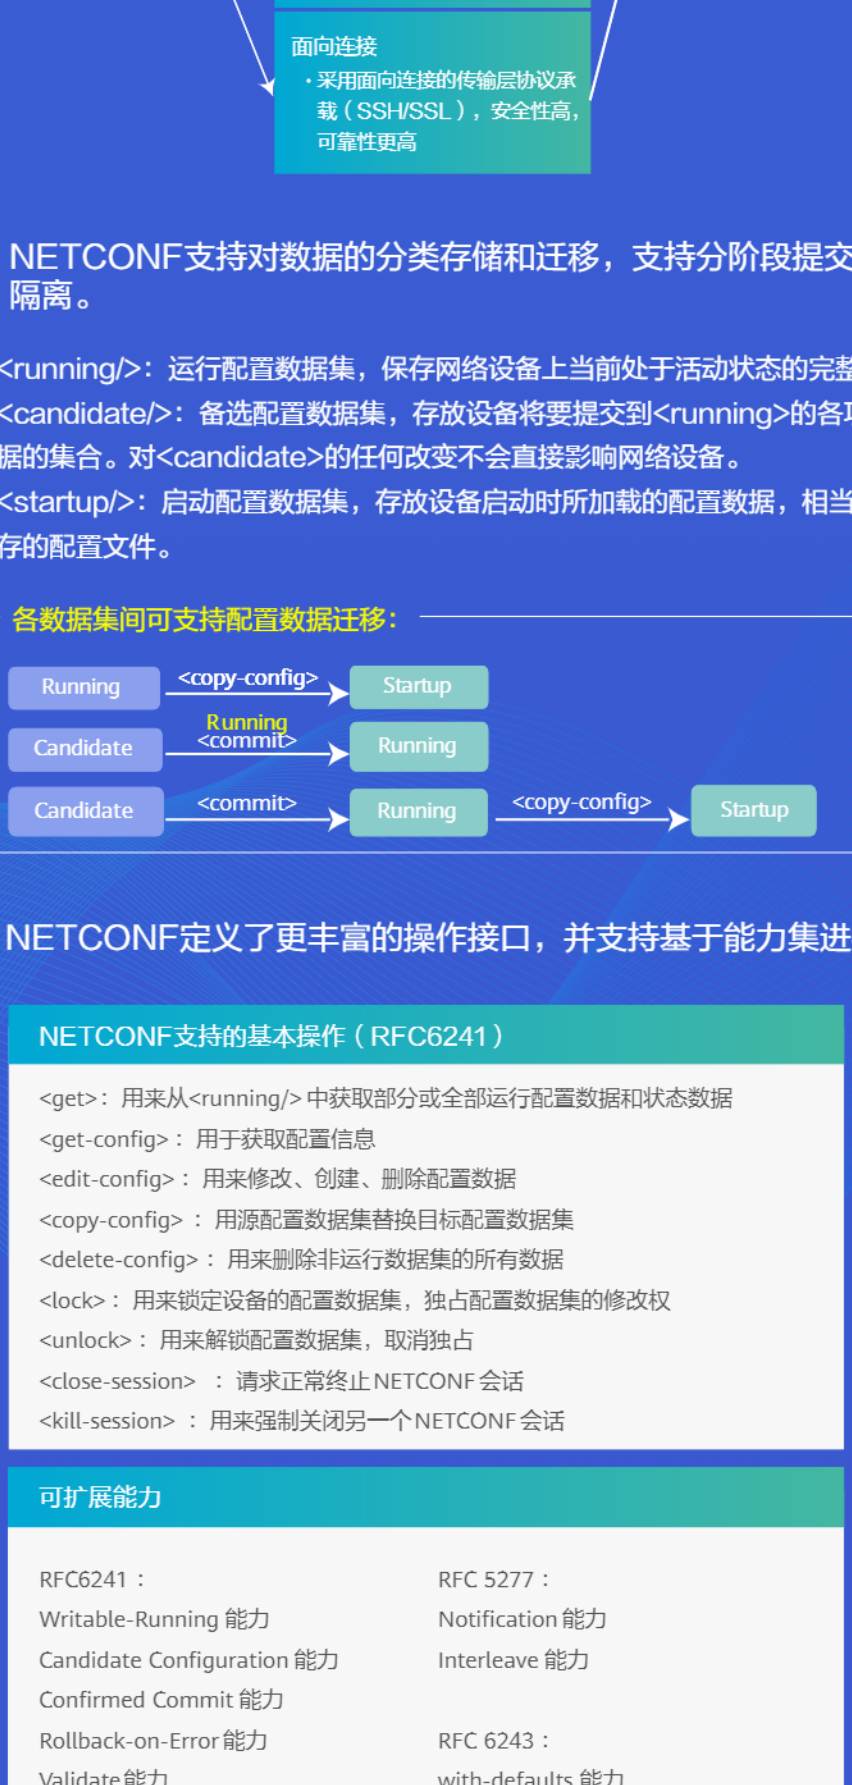 面向连接
·采用面向连接的传输层协议承
载（SSH/SSL），安全性高，
可靠性更高
NETCONF支持对数据的分类存储和迁移，支持分阶段提交
隔离。
<running/>：运行配置数据集，保存网络设备上当前处于活动状态的完整
<candidate/>：备选配置数据集，存放设备将要提交到<running>的各项
据的集合。对<candidate>的任何改变不会直接影响网络设备。
<startup/>：启动配置数据集，存放设备启动时所加载的配置数据，相当
存的配置文件。
各数据集间可支持配置数据迁移：
Running <copy-config> Startup
Running
Candidate <commit> Running
Candidate <commit> Running <copy-config> Startup
NETCONF定义了更丰富的操作接口，并支持基于能力集进
NETCONF支持的基本操作（RFC6241）
<get>：用来从<running/>中获取部分或全部运行配置数据和状态数据
<get-config>：用于获取配置信息
<edit-config>：用来修改、创建、删除配置数据
<copy-config> ：用源配置数据集替换目标配置数据集
<delete-config>：用来删除非运行数据集的所有数据
<lock>：用来锁定设备的配置数据集，独占配置数据集的修改权
<unlock>：用来解锁配置数据集，取消独占
<close-session> ：请求正常终止NETCONF会话
<kill-session> ：用来强制关闭另一个NETCONF会话
可扩展能力
RFC6241：
Writable-Running 能力
Candidate Configuration 能力
Confirmed Commit 能力
Rollback-on-Error 能力
Validate 能力
RFC 5277：
Notification 能力
Interleave 能力
RFC 6243：
with-defaults 能力